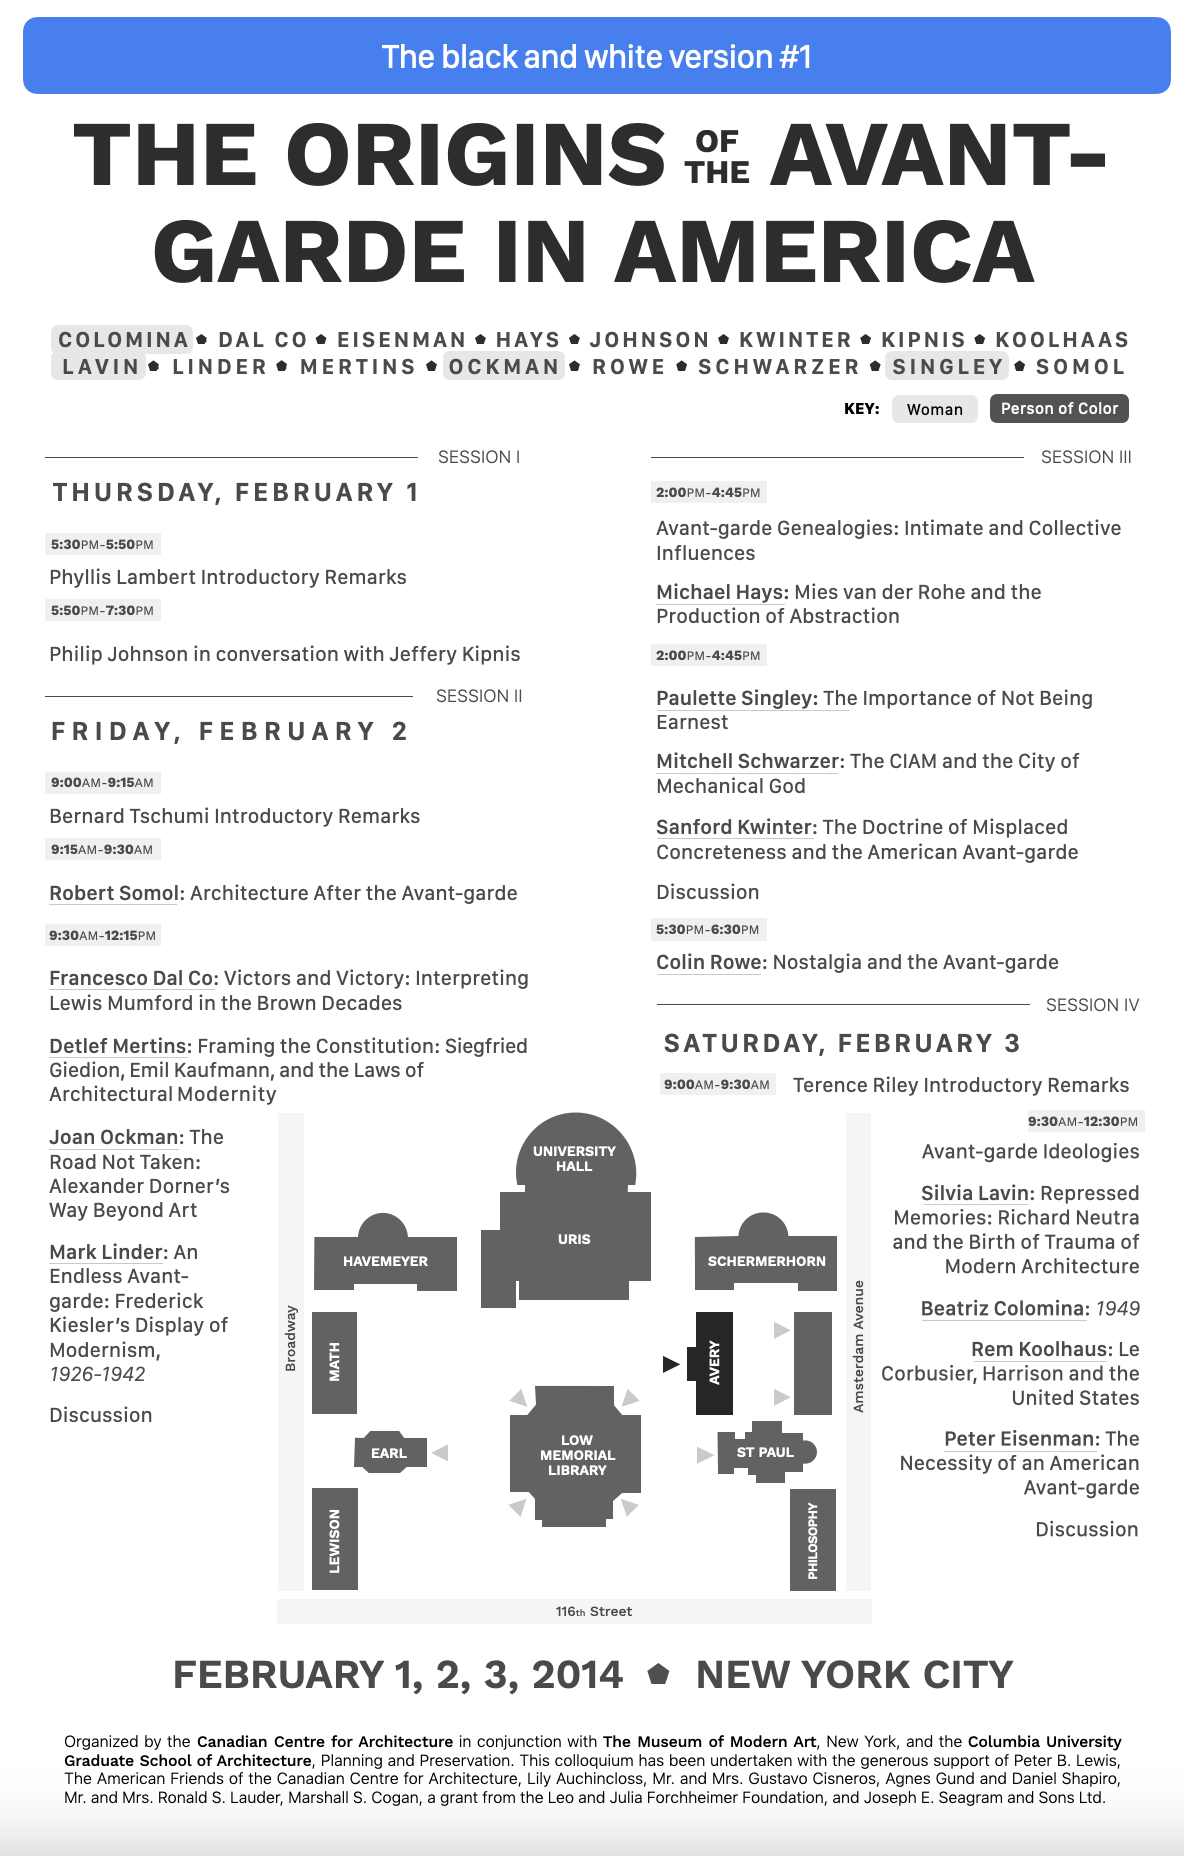 The black and white version #1
THE ORIGINS OF THE AVANT-
GARDE IN AMERICA
COLOMINA DAL CO EISENMAN HAYS JOHNSON KWINTER KIPNIS KOOLHAAS
LAVIN LINDER MERTINS OCKMAN ROWE SCHWARZER SINGLEY SOMOL
KEY: Woman Person of Color
SESSION I
THURSDAY, FEBRUARY 1
5:30PM-5:50PM
Phyllis Lambert Introductory Remarks
5:50PM-7:30PM
Philip Johnson in conversation with Jeffery Kipnis
SESSION II
FRIDAY, FEBRUARY 2
9:00AM-9:15AM
Bernard Tschumi Introductory Remarks
9:15AM-9:30AM
Robert Somol: Architecture After the Avant-garde
9:30AM-12:15PM
Francesco Dal Co: Victors and Victory: Interpreting
Lewis Mumford in the Brown Decades
Detlef Mertins: Framing the Constitution: Siegfried
Giedion, Emil Kaufmann, and the Laws of
Architectural Modernity
Joan Ockman: The
Road Not Taken:
Alexander Dorner's
Way Beyond Art
Mark Linder: An
Endless Avant-
garde: Frederick
Kiesler's Display of
Modernism,
1926-1942
Discussion
SESSION III
2:00PM-4:45PM
Avant-garde Genealogies: Intimate and Collective
Influences
Michael Hays: Mies van der Rohe and the
Production of Abstraction
2:00PM-4:45PM
Paulette Singley: The Importance of Not Being
Earnest
Mitchell Schwarzer: The CIAM and the City of
Mechanical God
Sanford Kwinter: The Doctrine of Misplaced
Concreteness and the American Avant-garde
Discussion
5:30PM-6:30PM
Colin Rowe: Nostalgia and the Avant-garde
SESSION IV
SATURDAY, FEBRUARY 3
9:00AM-9:30AM Terence Riley Introductory Remarks
9:30AM-12:30PM
Avant-garde Ideologies
Silvia Lavin: Repressed
Memories: Richard Neutra
and the Birth of Trauma of
Modern Architecture
Beatriz Colomina: 1949
Rem Koolhaus: Le
Corbusier, Harrison and the
United States
Peter Eisenman: The
Necessity of an American
Avant-garde
Discussion
UNIVERSITY
HALL
URIS
HAVEMEYER
SCHERMERHORN
Broadway
MATH
AVERY
Amsterdam Avenue
EARL
LOW
MEMORIAL
LIBRARY
ST PAUL
LEWISON
PHILOSOPHY
116th Street
FEBRUARY 1, 2, 3, 2014 NEW YORK CITY
Organized by the Canadian Centre for Architecture in conjunction with The Museum of Modern Art, New York, and the Columbia University
Graduate School of Architecture, Planning and Preservation. This colloquium has been undertaken with the generous support of Peter B. Lewis,
The American Friends of the Canadian Centre for Architecture, Lily Auchincloss, Mr. and Mrs. Gustavo Cisneros, Agnes Gund and Daniel Shapiro,
Mr. and Mrs. Ronald S. Lauder, Marshall S. Cogan, a grant from the Leo and Julia Forchheimer Foundation, and Joseph E. Seagram and Sons Ltd.